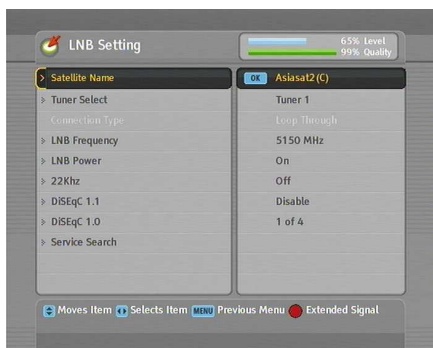 LNB Setting
65% Level
99% Quality
Satellite Name OK Asiasat2 (C)
Tuner Select Tuner 1
Connection Type Loop Through
LNB Frequency 5150 MHz
LNB Power On
22Khz Off
DiSEqC 1.1 Disable
DiSEqC 1.0 1 of 4
Service Search
Moves Item Selects Item MENU Previous Menu Extended Signal